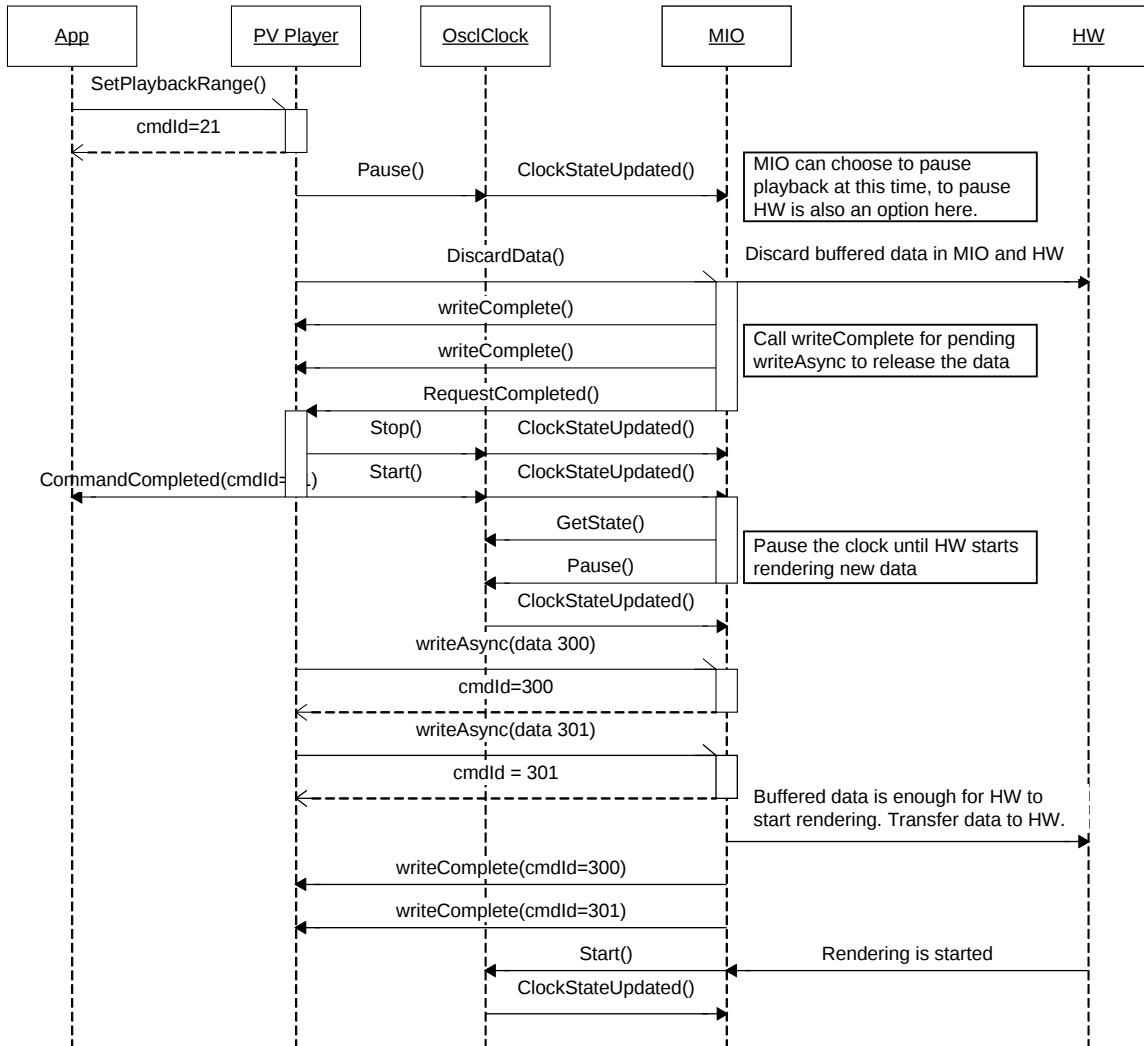 App
PV Player
OsclClock
MIO
HW
SetPlaybackRange()
cmdId=21
Pause()
ClockStateUpdated()
MIO can choose to pause
playback at this time, to pause
HW is also an option here.
DiscardData()
Discard buffered data in MIO and HW
writeComplete()
Call writeComplete for pending
writeAsync to release the data
writeComplete()
RequestCompleted()
Stop()
ClockStateUpdated()
CommandCompleted(cmdId= 1)
Start()
ClockStateUpdated()
GetState()
Pause the clock until HW starts
rendering new data
Pause()
ClockStateUpdated()
writeAsync(data 300)
cmdId=300
writeAsync(data 301)
cmdId = 301
Buffered data is enough for HW to
start rendering. Transfer data to HW.
writeComplete(cmdId=300)
writeComplete(cmdId=301)
Start()
Rendering is started
ClockStateUpdated()